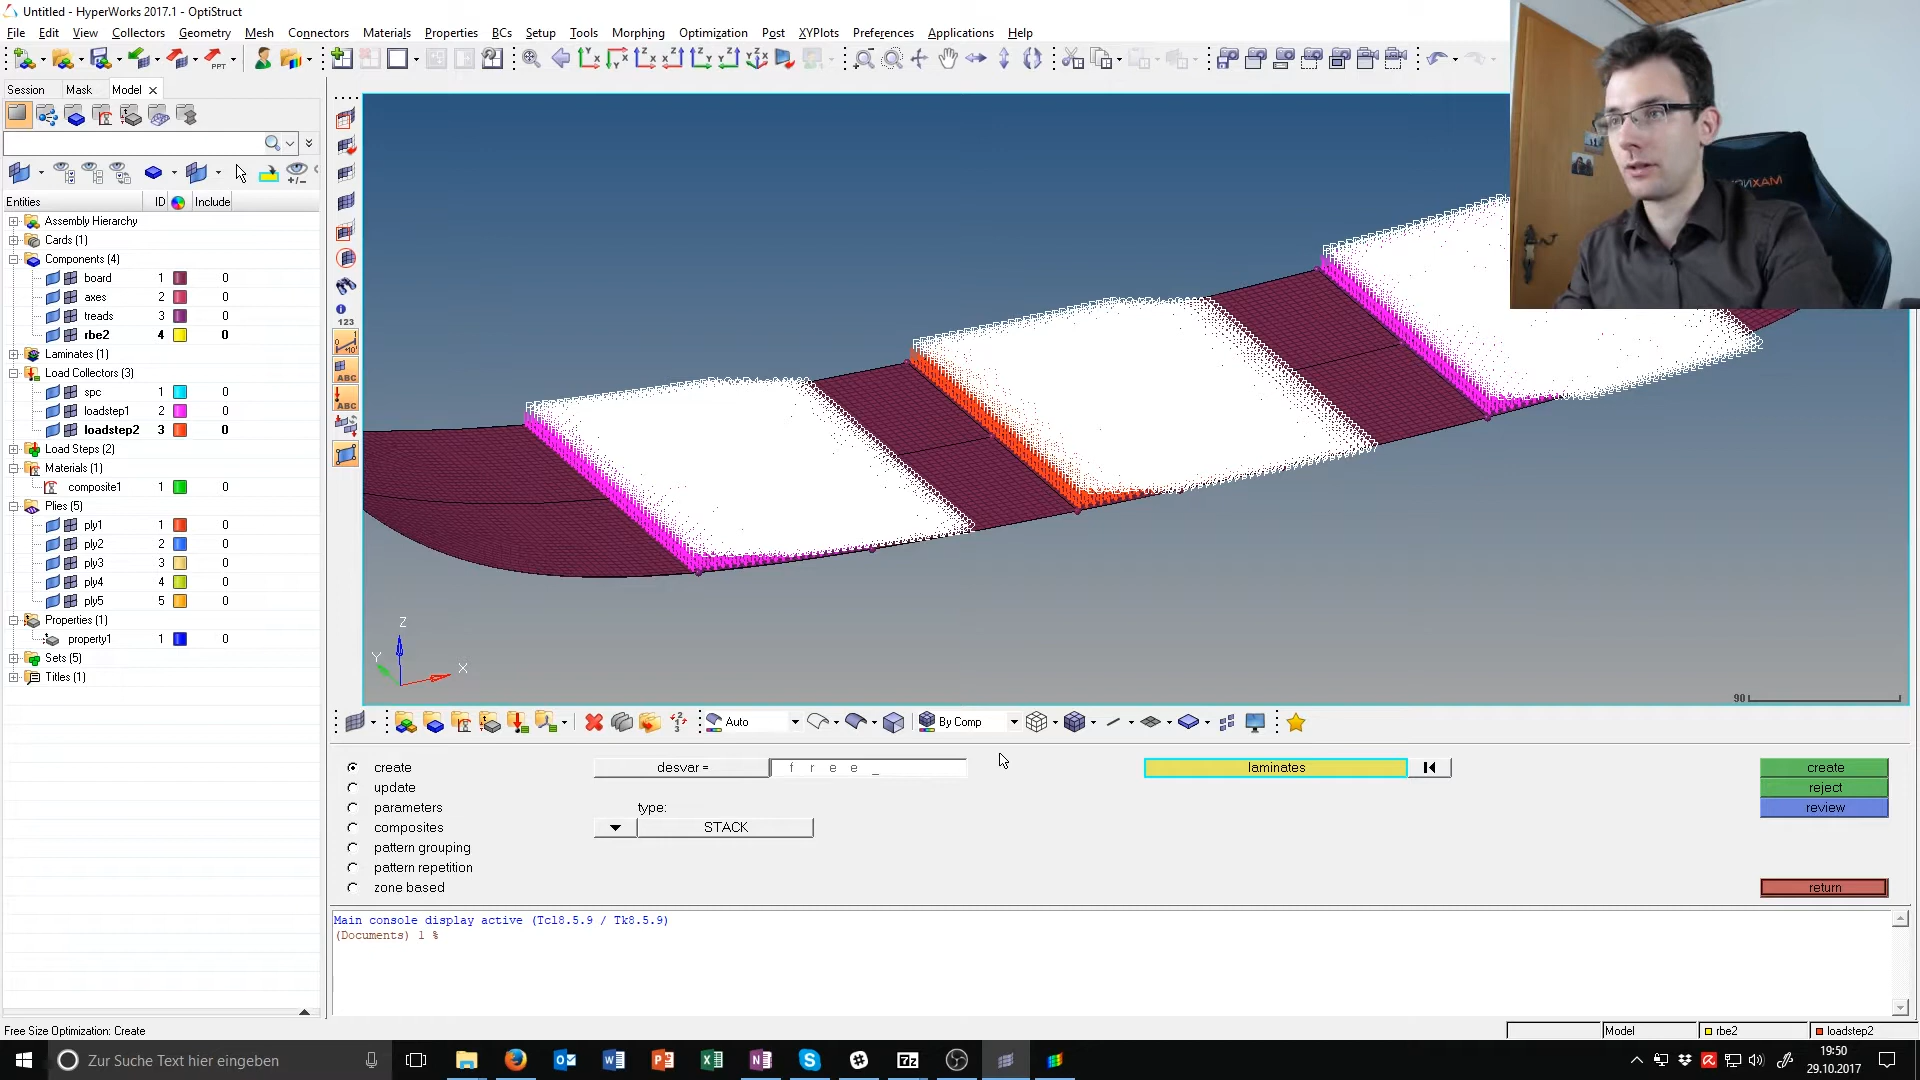 Untitled - HyperWorks 2017.1 - OptiStruct
File Edit View Collectors Geometry Mesh Connectors Materials Properties BCs Setup Tools Morphing Optimization Post XYPlots Preferences Applications Help
Session Mask Model
Entities ID Include
Assembly Hierarchy
Cards (1)
Components (4)
board 1 0
axes 2 0
treads 3 0
rbe2 4 0
Laminates (1)
Load Collectors (3)
spc 1 0
loadstep1 2 0
loadstep2 3 0
Load Steps (2)
Materials (1)
composite1 1 0
Plies (5)
ply1 1 0
ply2 2 0
ply3 3 0
ply4 4 0
ply5 5 0
Properties (1)
property1 1 0
Sets (5)
Titles (1)
123
ABC
ABC
Z
Y
X
90
Auto By Comp
create desvar = free_ laminates create
update reject
parameters type: review
composites STACK
pattern grouping
pattern repetition
zone based return
Main console display active (Tcl8.5.9 / Tk8.5.9)
(Documents) 1 %
Free Size Optimization: Create Model rbe2 loadstep2
Zur Suche Text hier eingeben
19:50
29.10.2017